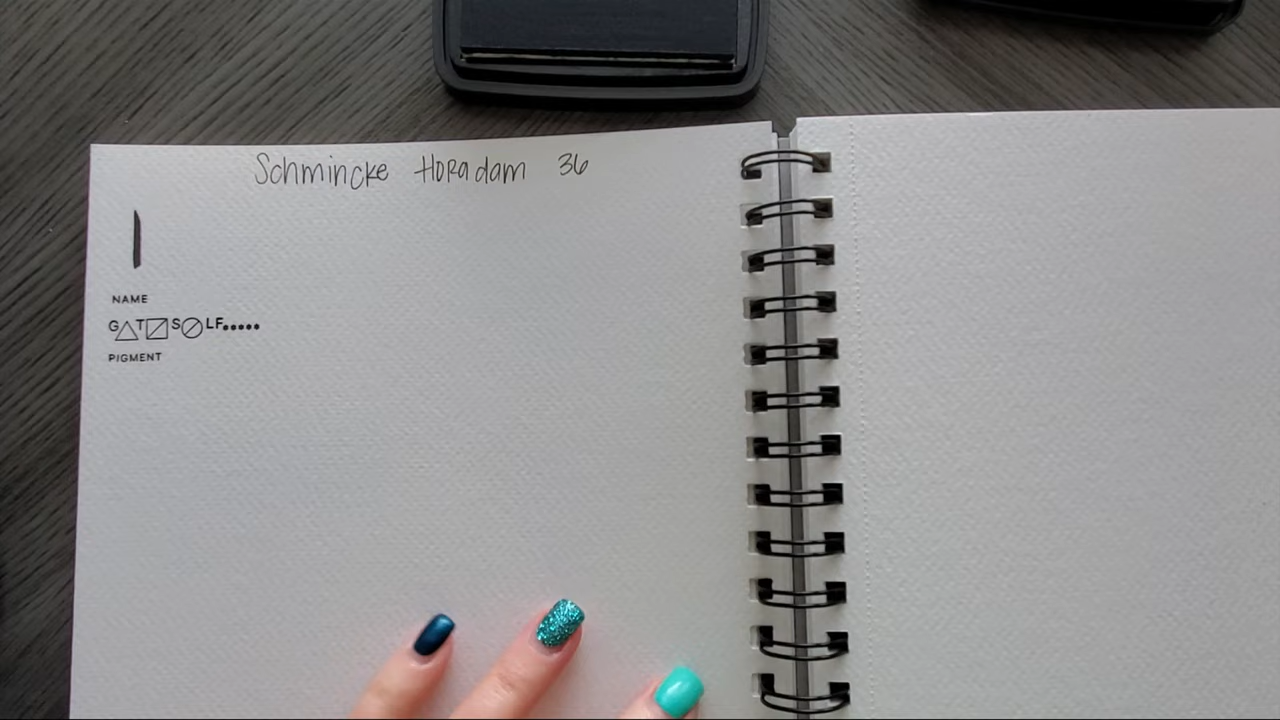 Schmincke Horadam 36
NAME
G△T⧄S⊘LF•••••
PIGMENT